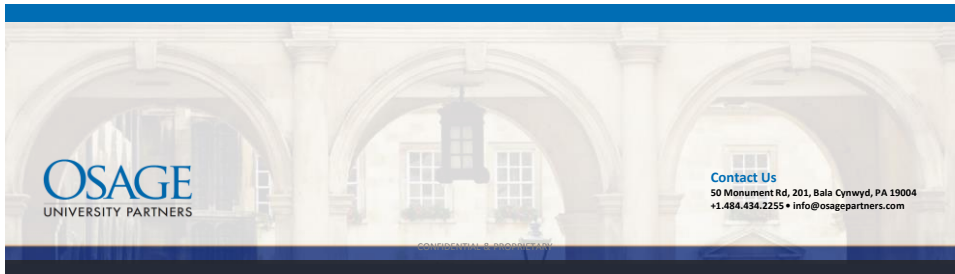 OSAGE
UNIVERSITY PARTNERS
Contact Us
50 Monument Rd, 201, Bala Cynwyd, PA 19004
+1.484.434.2255 • info@osagepartners.com
CONFIDENTIAL & PROPRIETARY